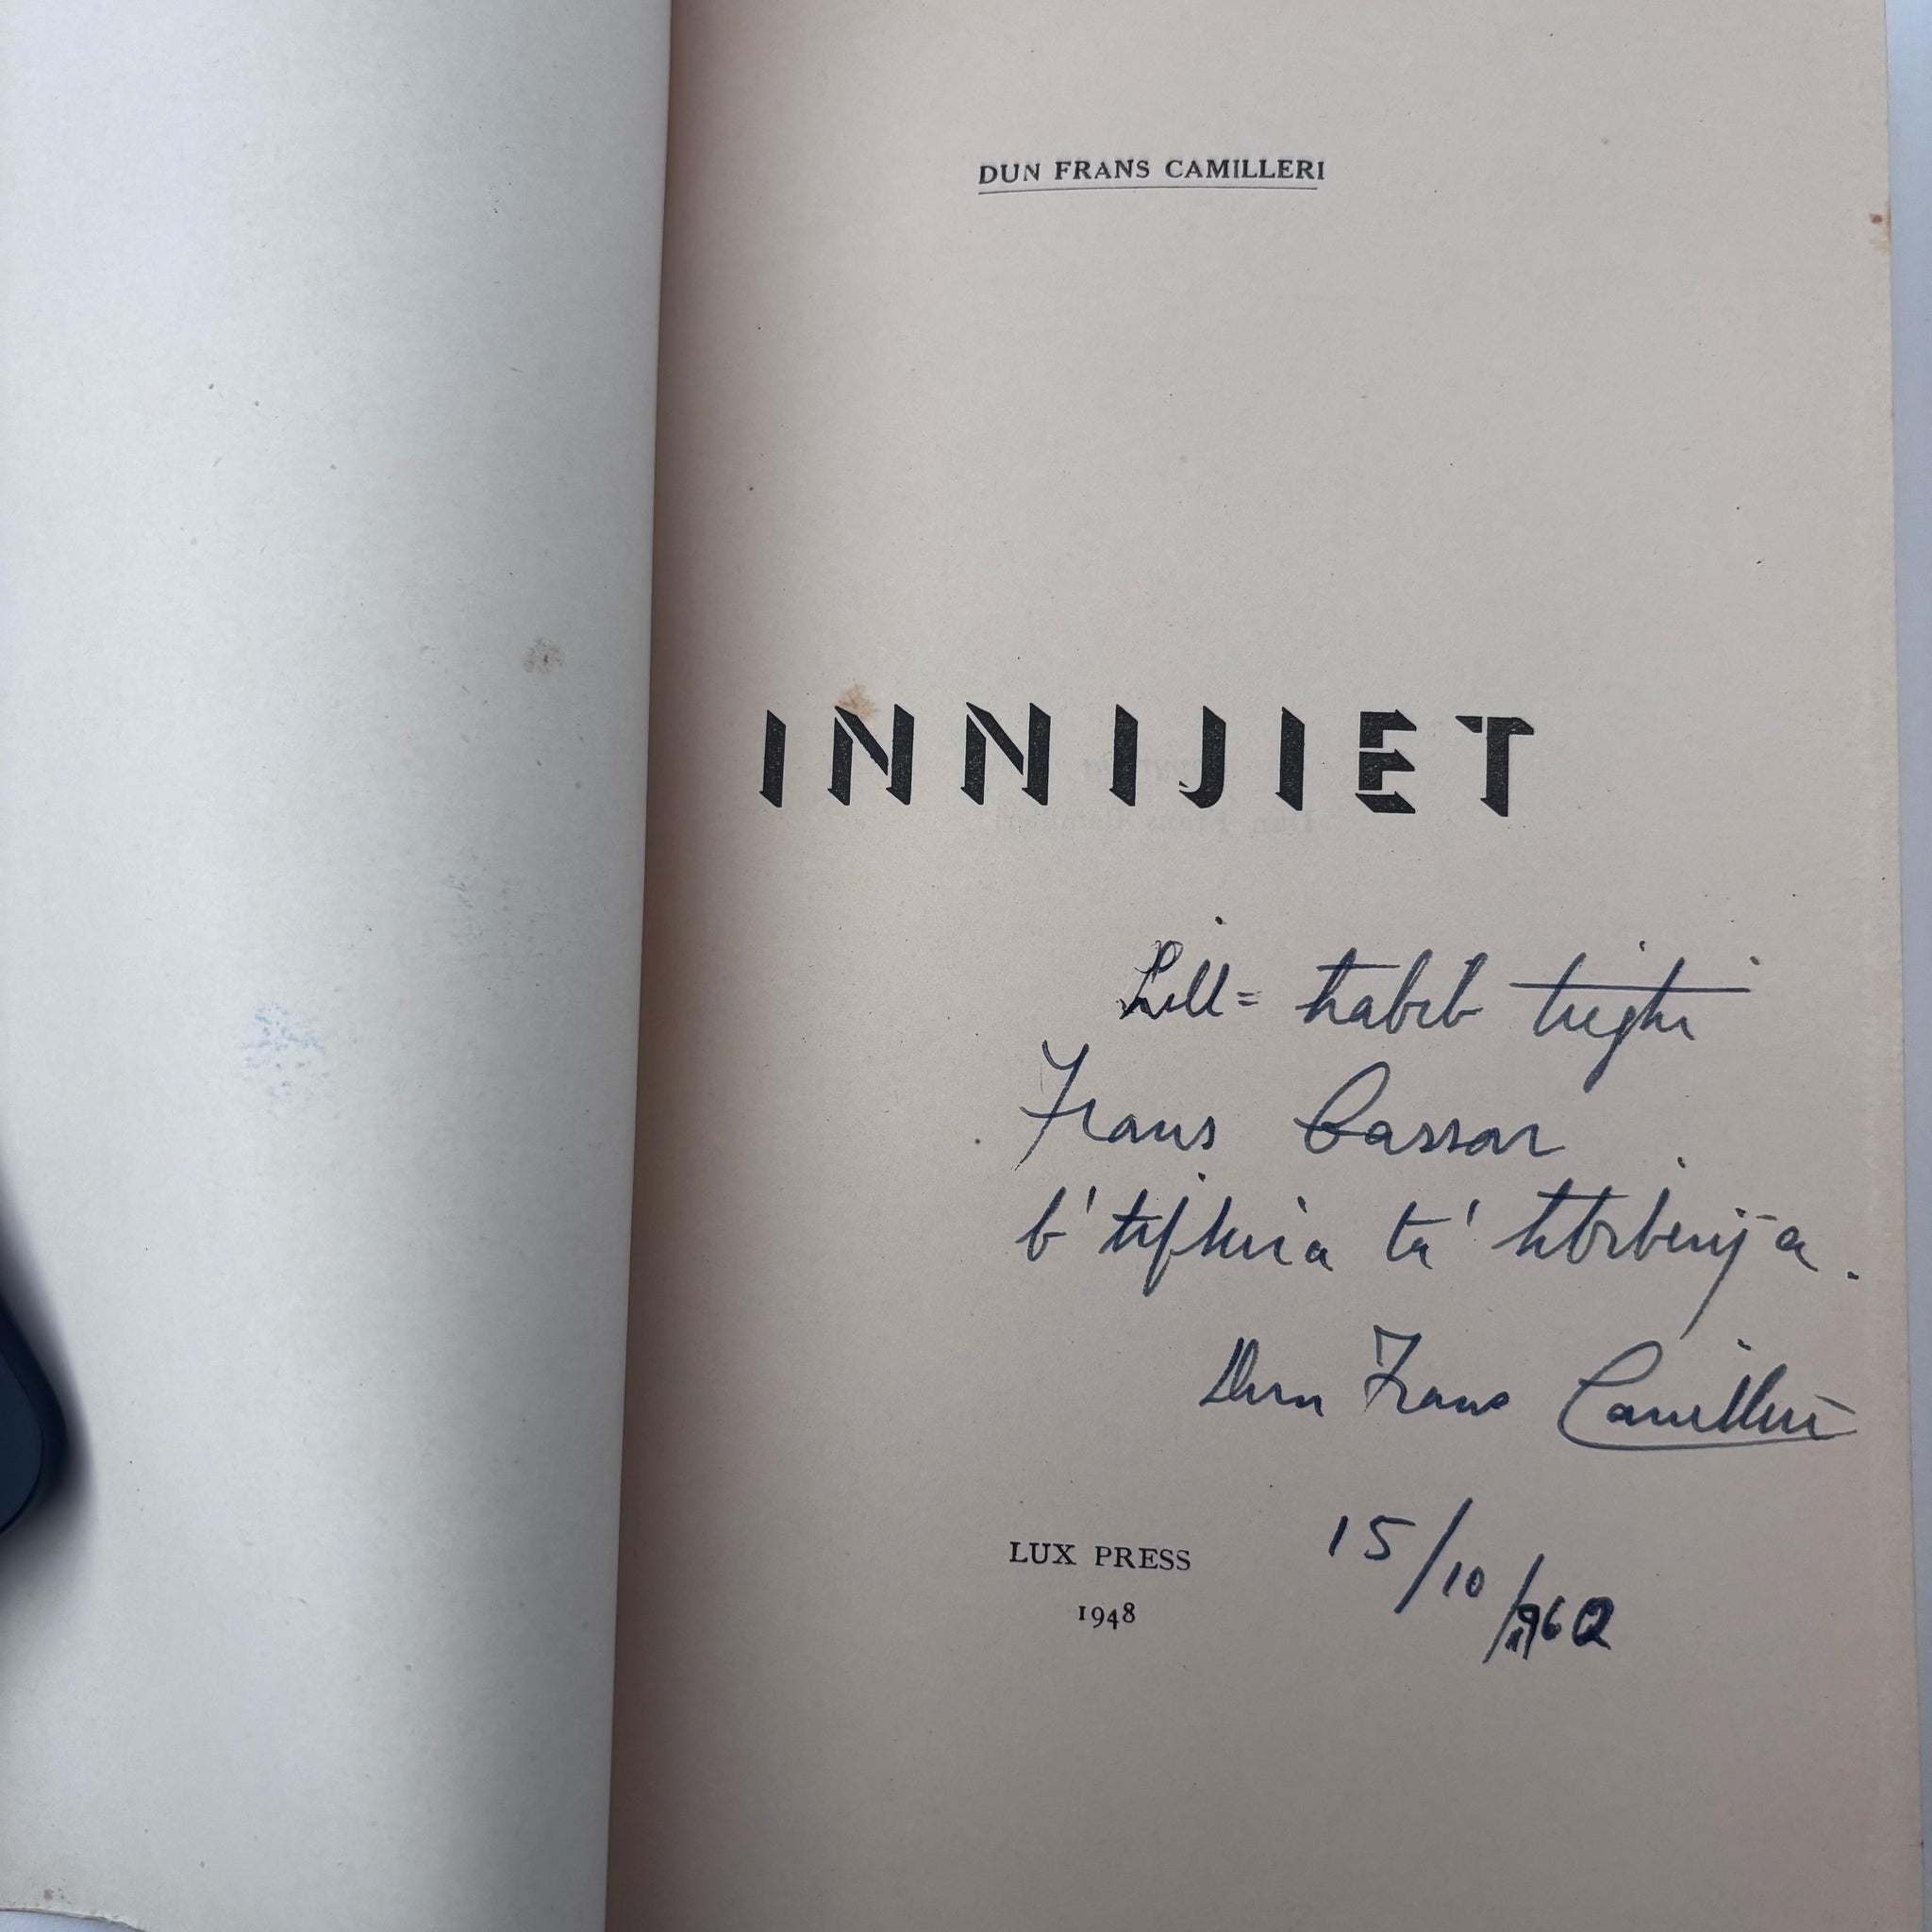 DUN FRANS CAMILLERI
INNIJIET
Lill= ħabib tiegħi
Frans Cassar
b' tifkira ta' ħbiberija.
Dun Frans Camilleri
LUX PRESS
1948
15/10/1962